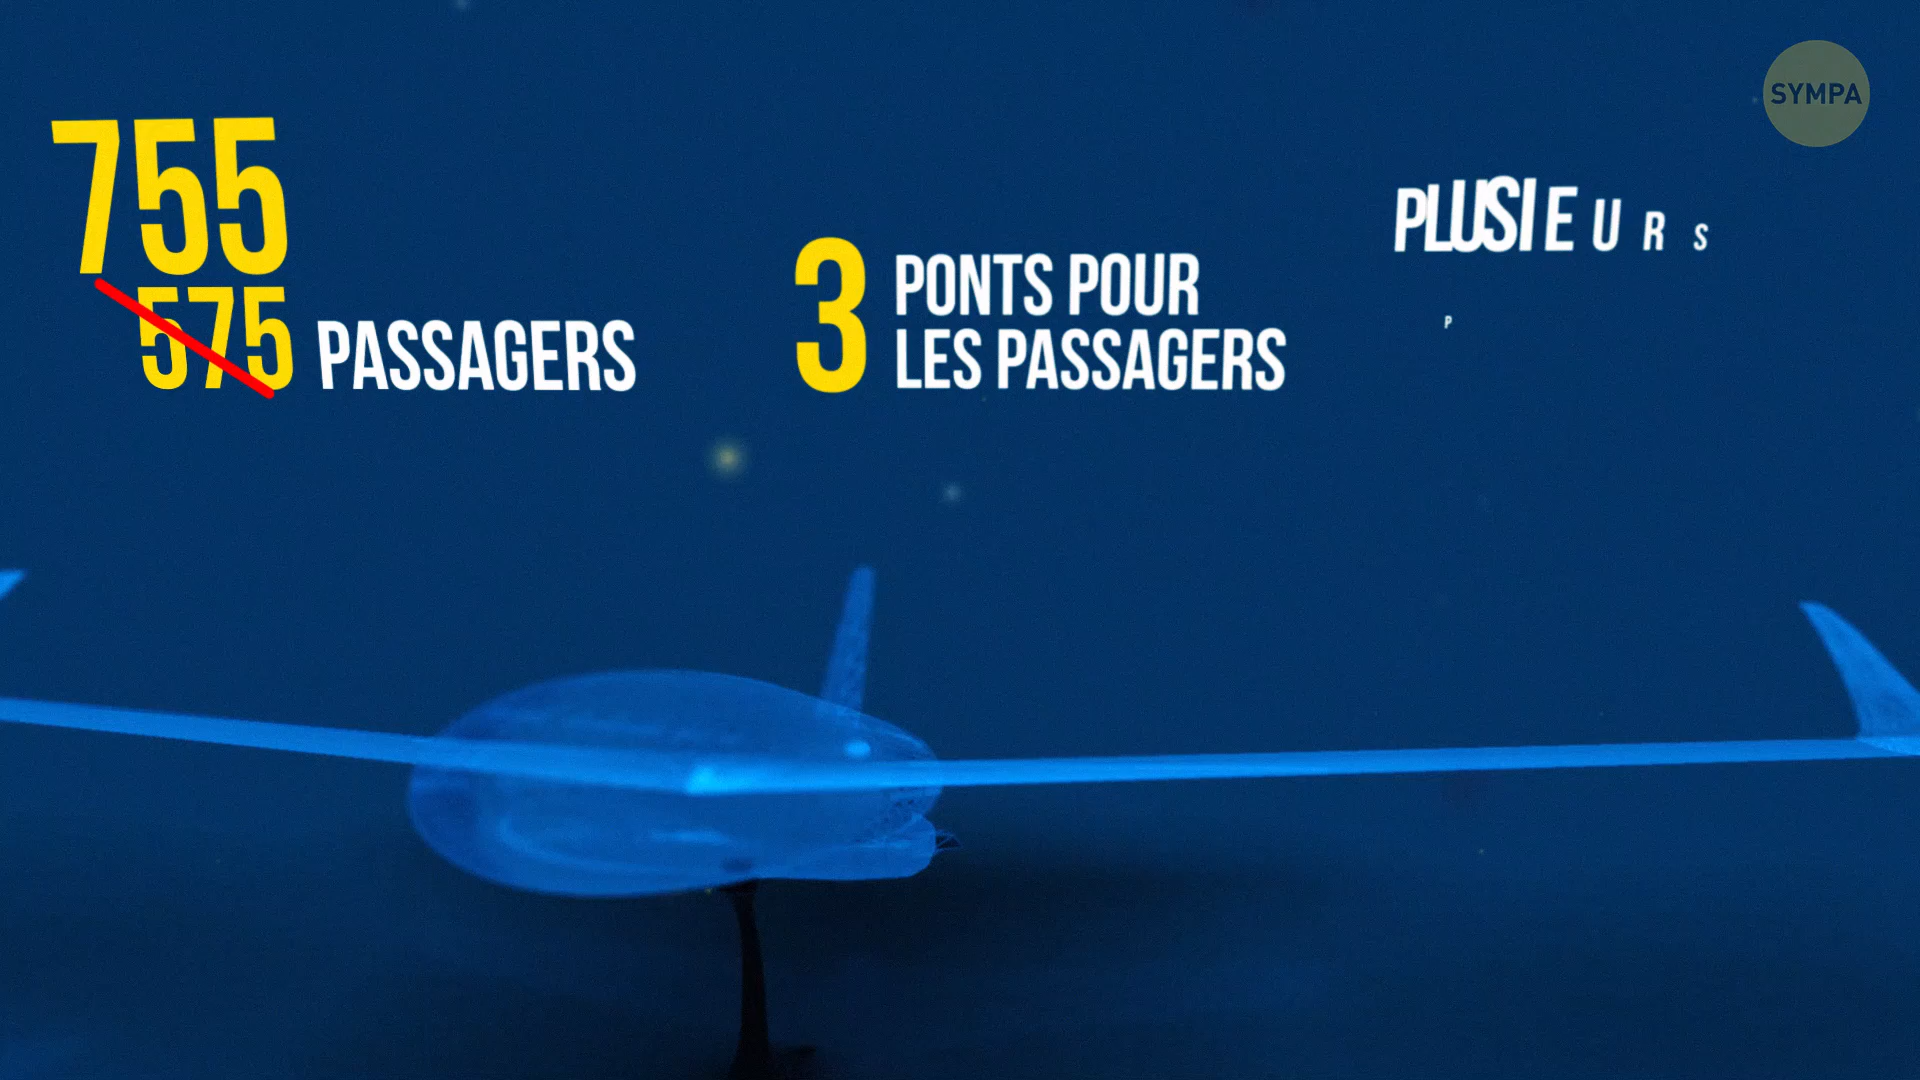 755
575 PASSAGERS
3 PONTS POUR
LES PASSAGERS
PLUSIEURS
P
SYMPA